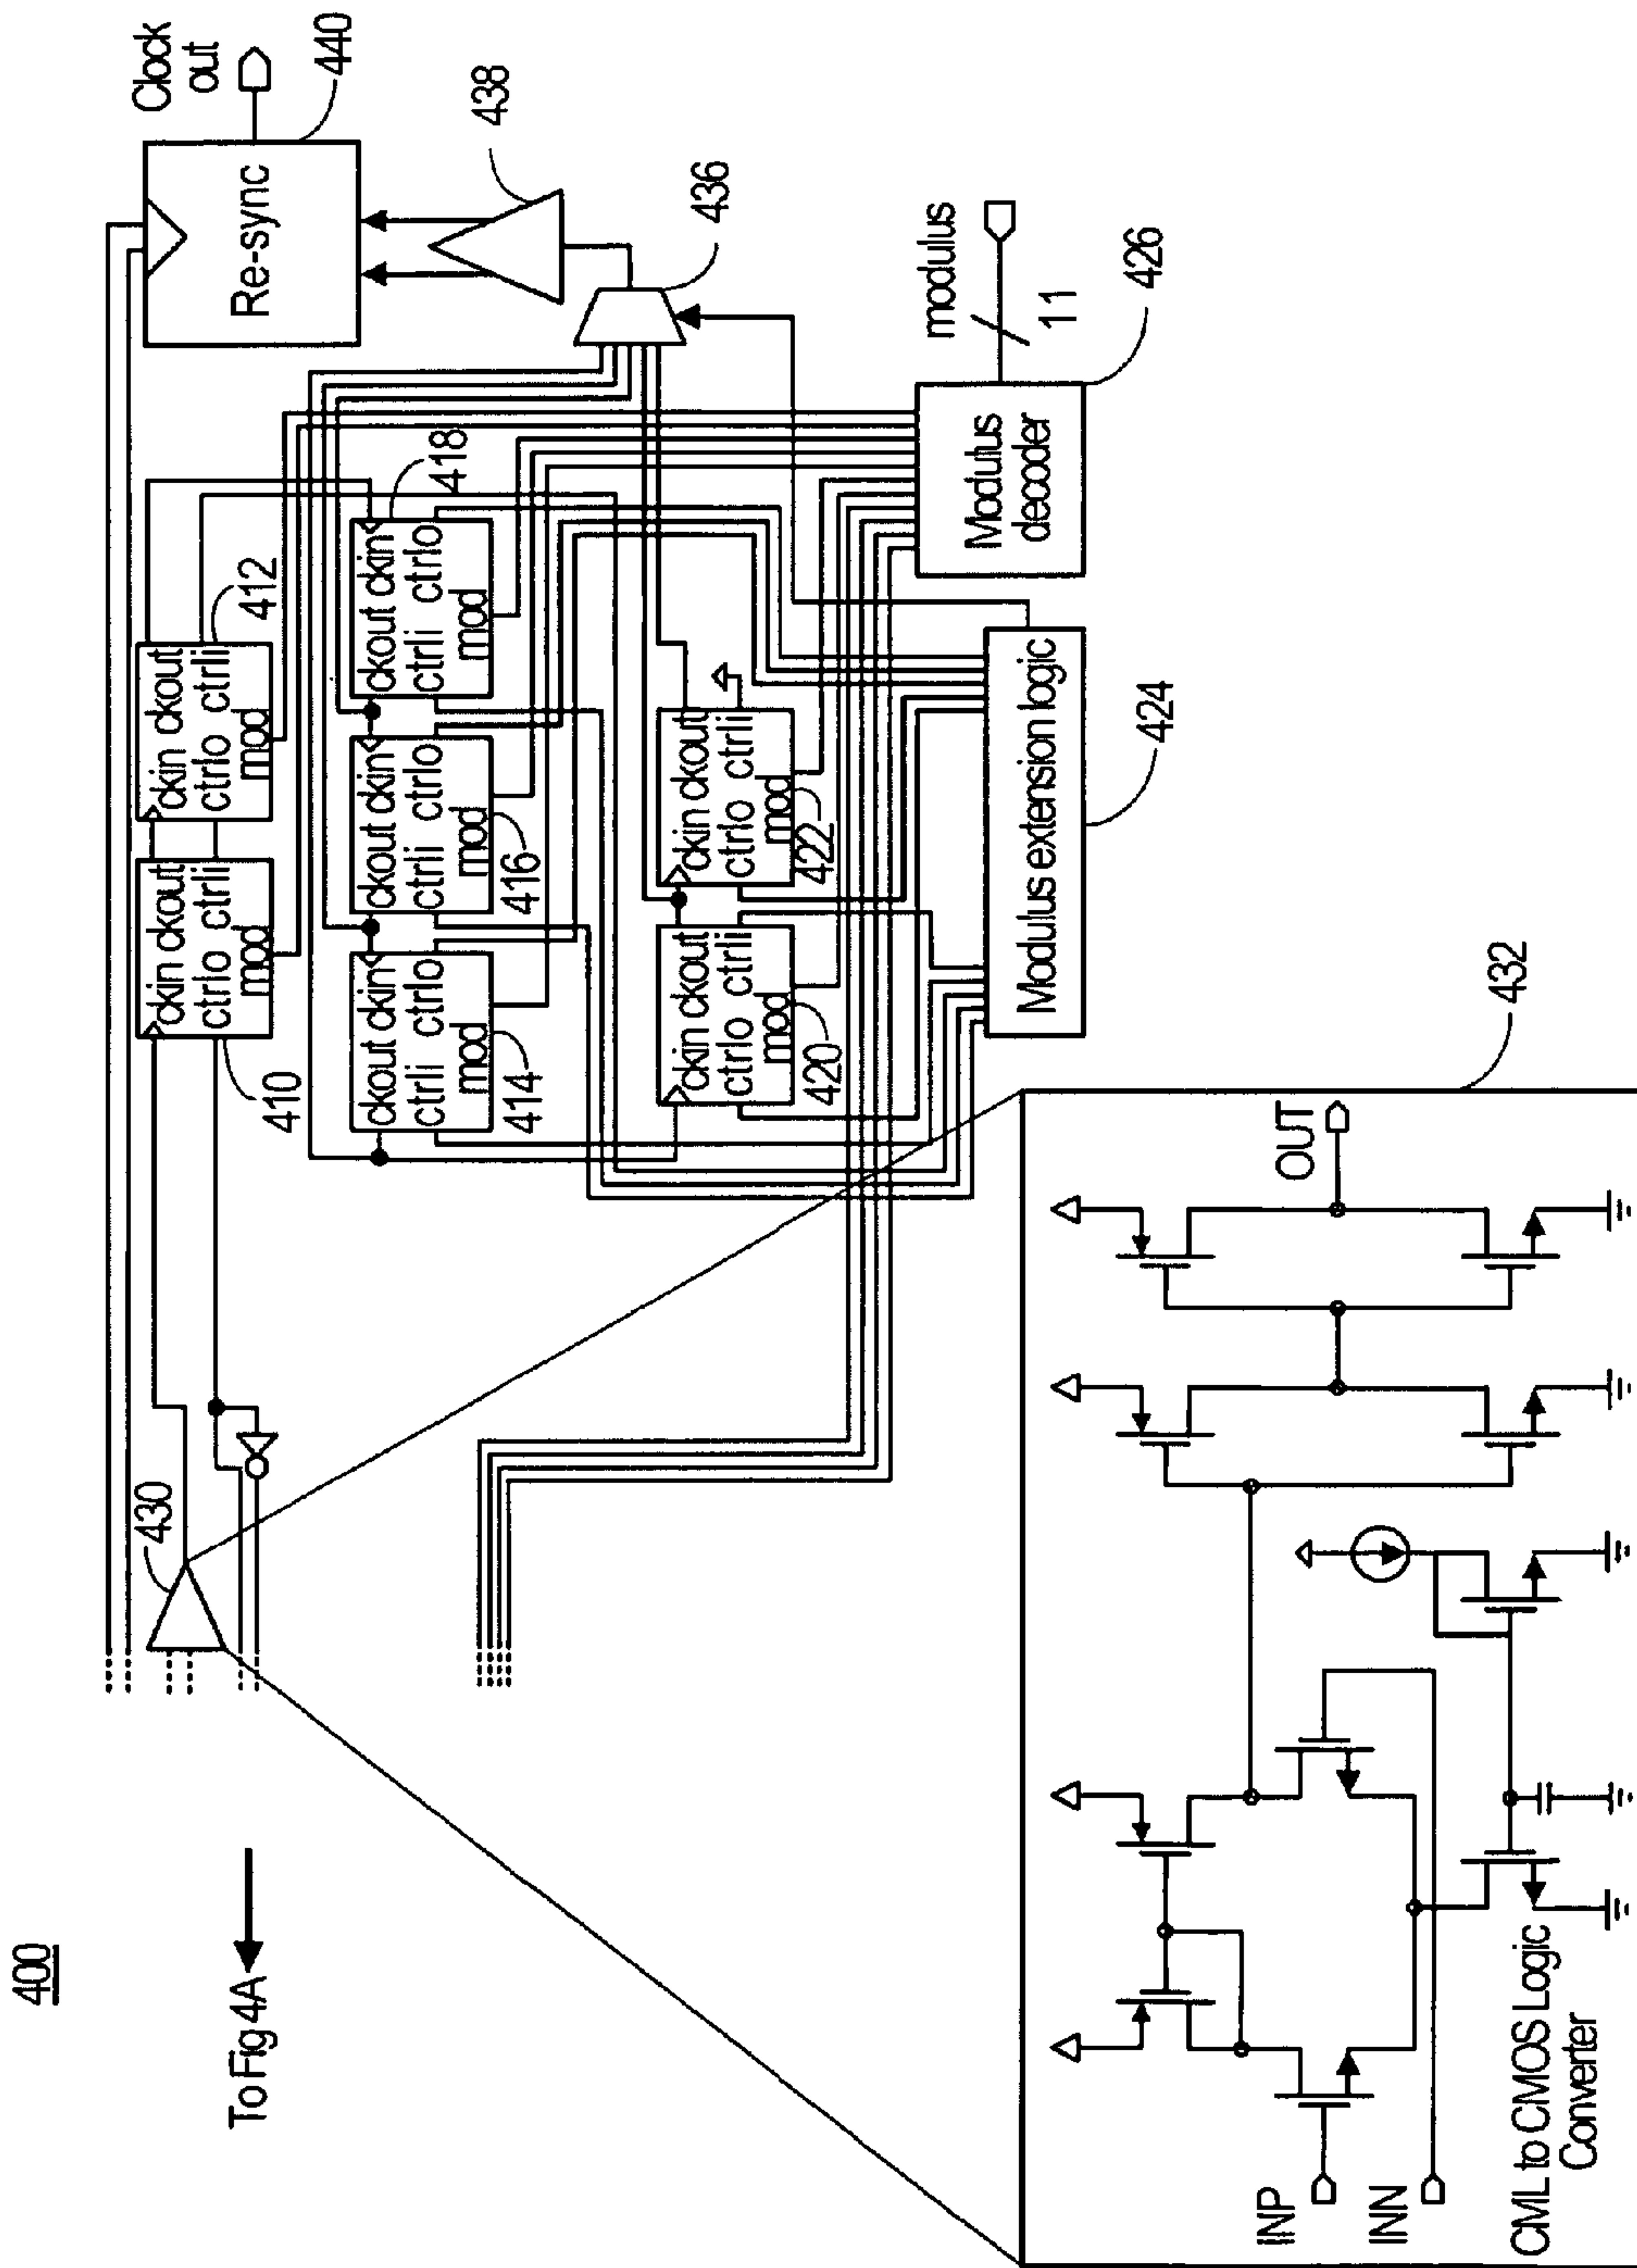 400
To Fig 4A
430
410
ckin ckout
ctrlo ctrli
mod
412
ckin ckout
ctrlo ctrli
mod
Re-sync
Clock
out
440
414
ckout ckin
ctrli ctrlo
mod
416
ckout ckin
ctrli ctrlo
mod
418
ckout ckin
ctrli ctrlo
mod
438
436
420
ckin ckout
ctrlo ctrli
mod
422
ckin ckout
ctrlo ctrli
mod
Modulus
decoder
modulus
11
426
Modulus extension logic
424
432
INP
INN
OUT
CML to CMOS Logic
Converter